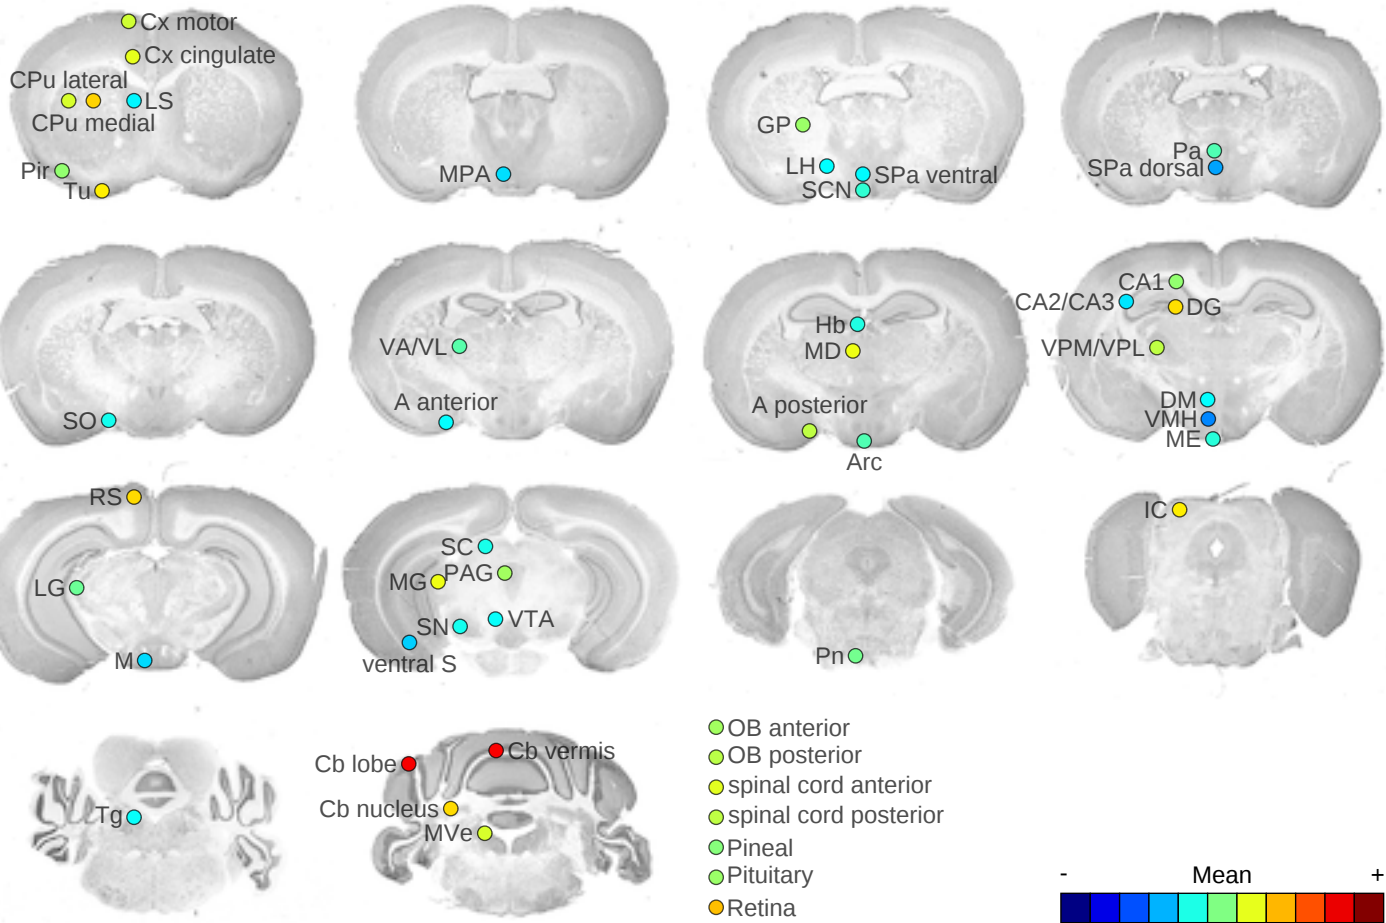 Cx motor
Cx cingulate
CPu lateral
LS
CPu medial
Pir
Tu
MPA
GP
LH
SPa ventral
SCN
Pa
SPa dorsal
SO
VA/VL
A anterior
Hb
MD
A posterior
Arc
CA1
CA2/CA3
DG
VPM/VPL
DM
VMH
ME
RS
LG
M
SC
PAG
MG
SN
VTA
ventral S
Pn
IC
Tg
Cb lobe
Cb vermis
Cb nucleus
MVe
OB anterior
OB posterior
spinal cord anterior
spinal cord posterior
Pineal
Pituitary
Retina
- Mean +